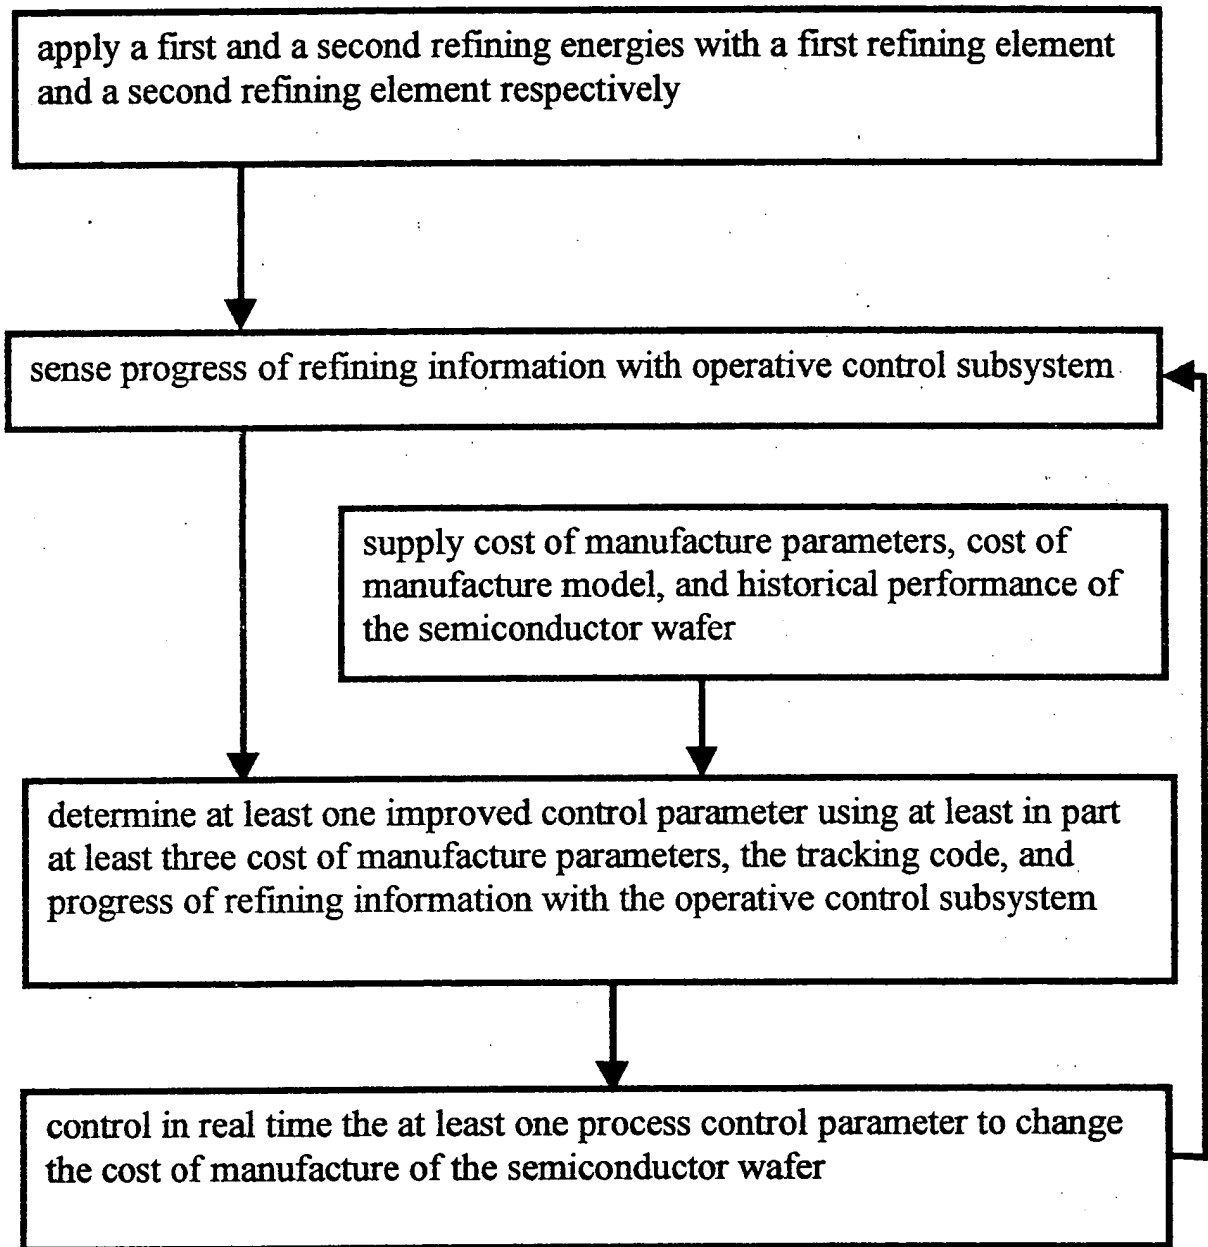 apply a first and a second refining energies with a first refining element
and a second refining element respectively
sense progress of refining information with operative control subsystem
supply cost of manufacture parameters, cost of
manufacture model, and historical performance of
the semiconductor wafer
determine at least one improved control parameter using at least in part
at least three cost of manufacture parameters, the tracking code, and
progress of refining information with the operative control subsystem
control in real time the at least one process control parameter to change
the cost of manufacture of the semiconductor wafer